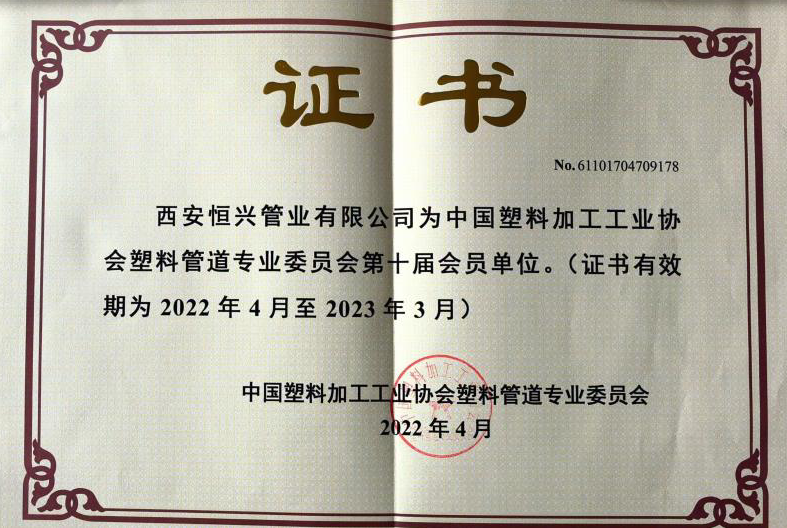 证书
No.61101704709178
西安恒兴管业有限公司为中国塑料加工工业协
会塑料管道专业委员会第十届会员单位。（证书有效
期为 2022 年 4 月至 2023 年 3 月）
中国塑料加工工业协会塑料管道专业委员会
2022 年 4 月